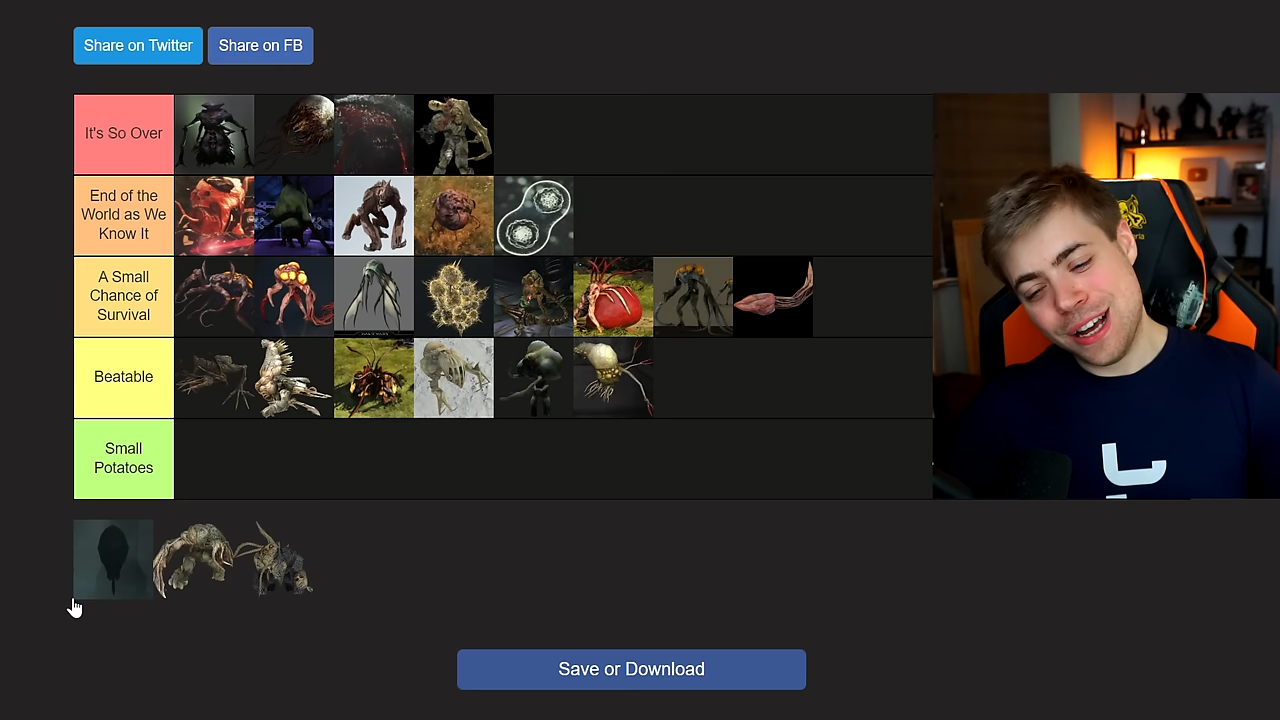 Share on Twitter
Share on FB
It's So Over
End of the
World as We
Know It
A Small
Chance of
Survival
Beatable
Small
Potatoes
Save or Download